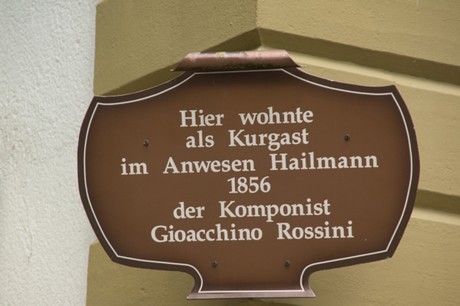 Hier wohnte
als Kurgast
im Anwesen Hailmann
1856
der Komponist
Gioacchino Rossini